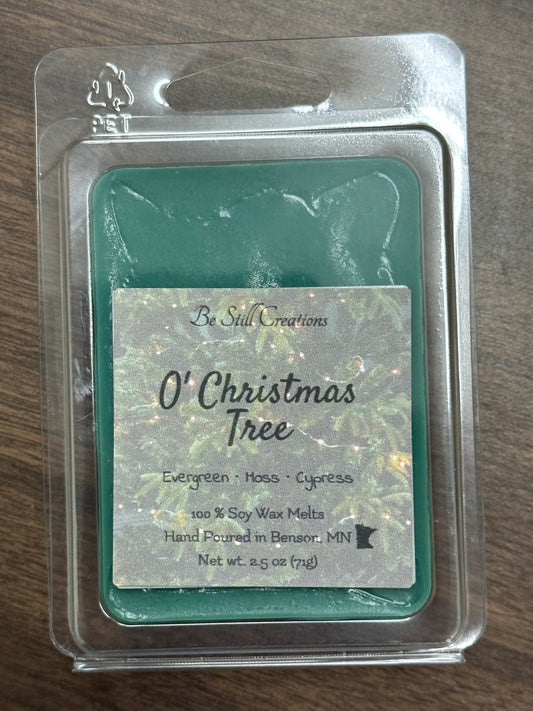 1
PET
Be Still Creations
O' Christmas
Tree
Evergreen · Moss · Cypress
100 % Soy Wax Melts
Hand Poured in Benson, MN
Net wt. 2.5 oz (71g)